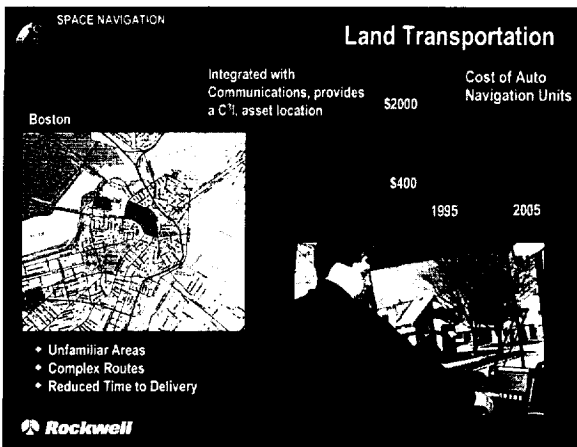 SPACE NAVIGATION
Land Transportation
Integrated with
Communications, provides
a C³I, asset location
Cost of Auto
Navigation Units
$2000
$400
1995 2005
Boston
◆ Unfamiliar Areas
◆ Complex Routes
◆ Reduced Time to Delivery
Rockwell